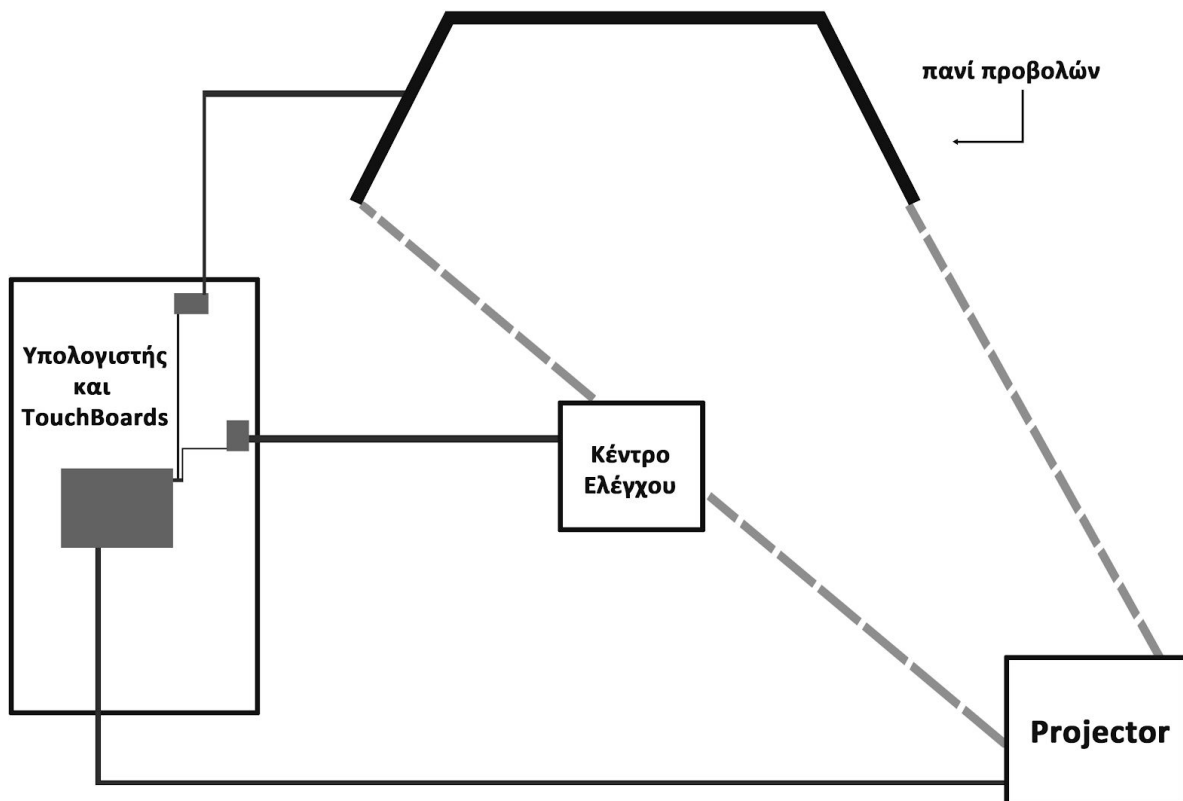 πανί προβολών
Υπολογιστής
και
TouchBoards
Κέντρο
Ελέγχου
Projector